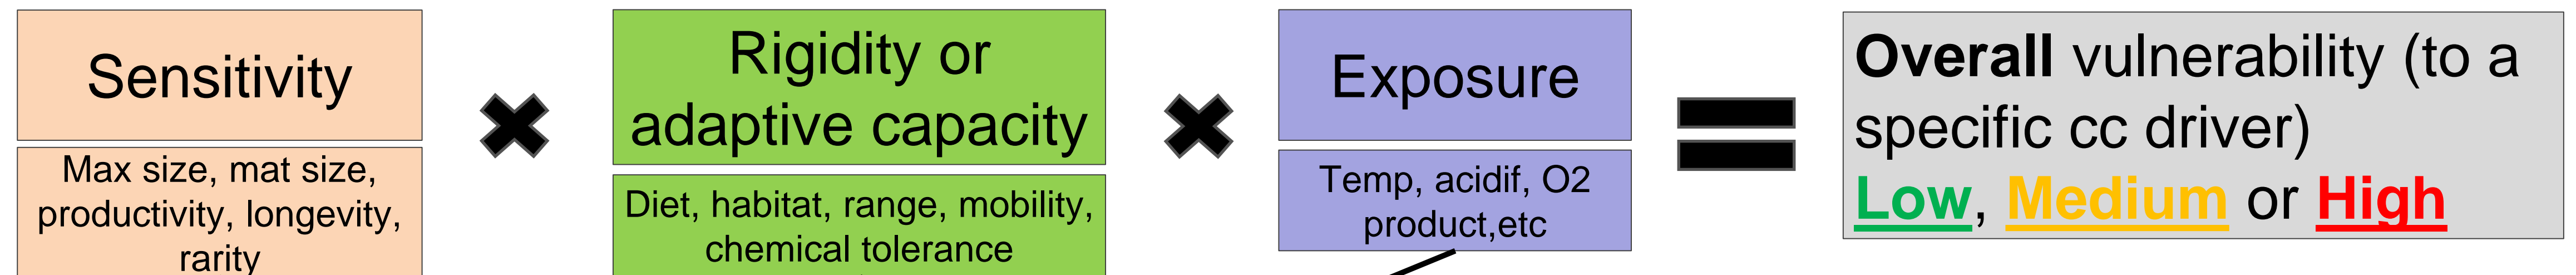 Sensitivity
Max size, mat size,
productivity, longevity,
rarity
Rigidity or
adaptive capacity
Diet, habitat, range, mobility,
chemical tolerance
Exposure
Temp, acidif, O2
product,etc
Overall vulnerability (to a
specific cc driver)
Low, Medium or High